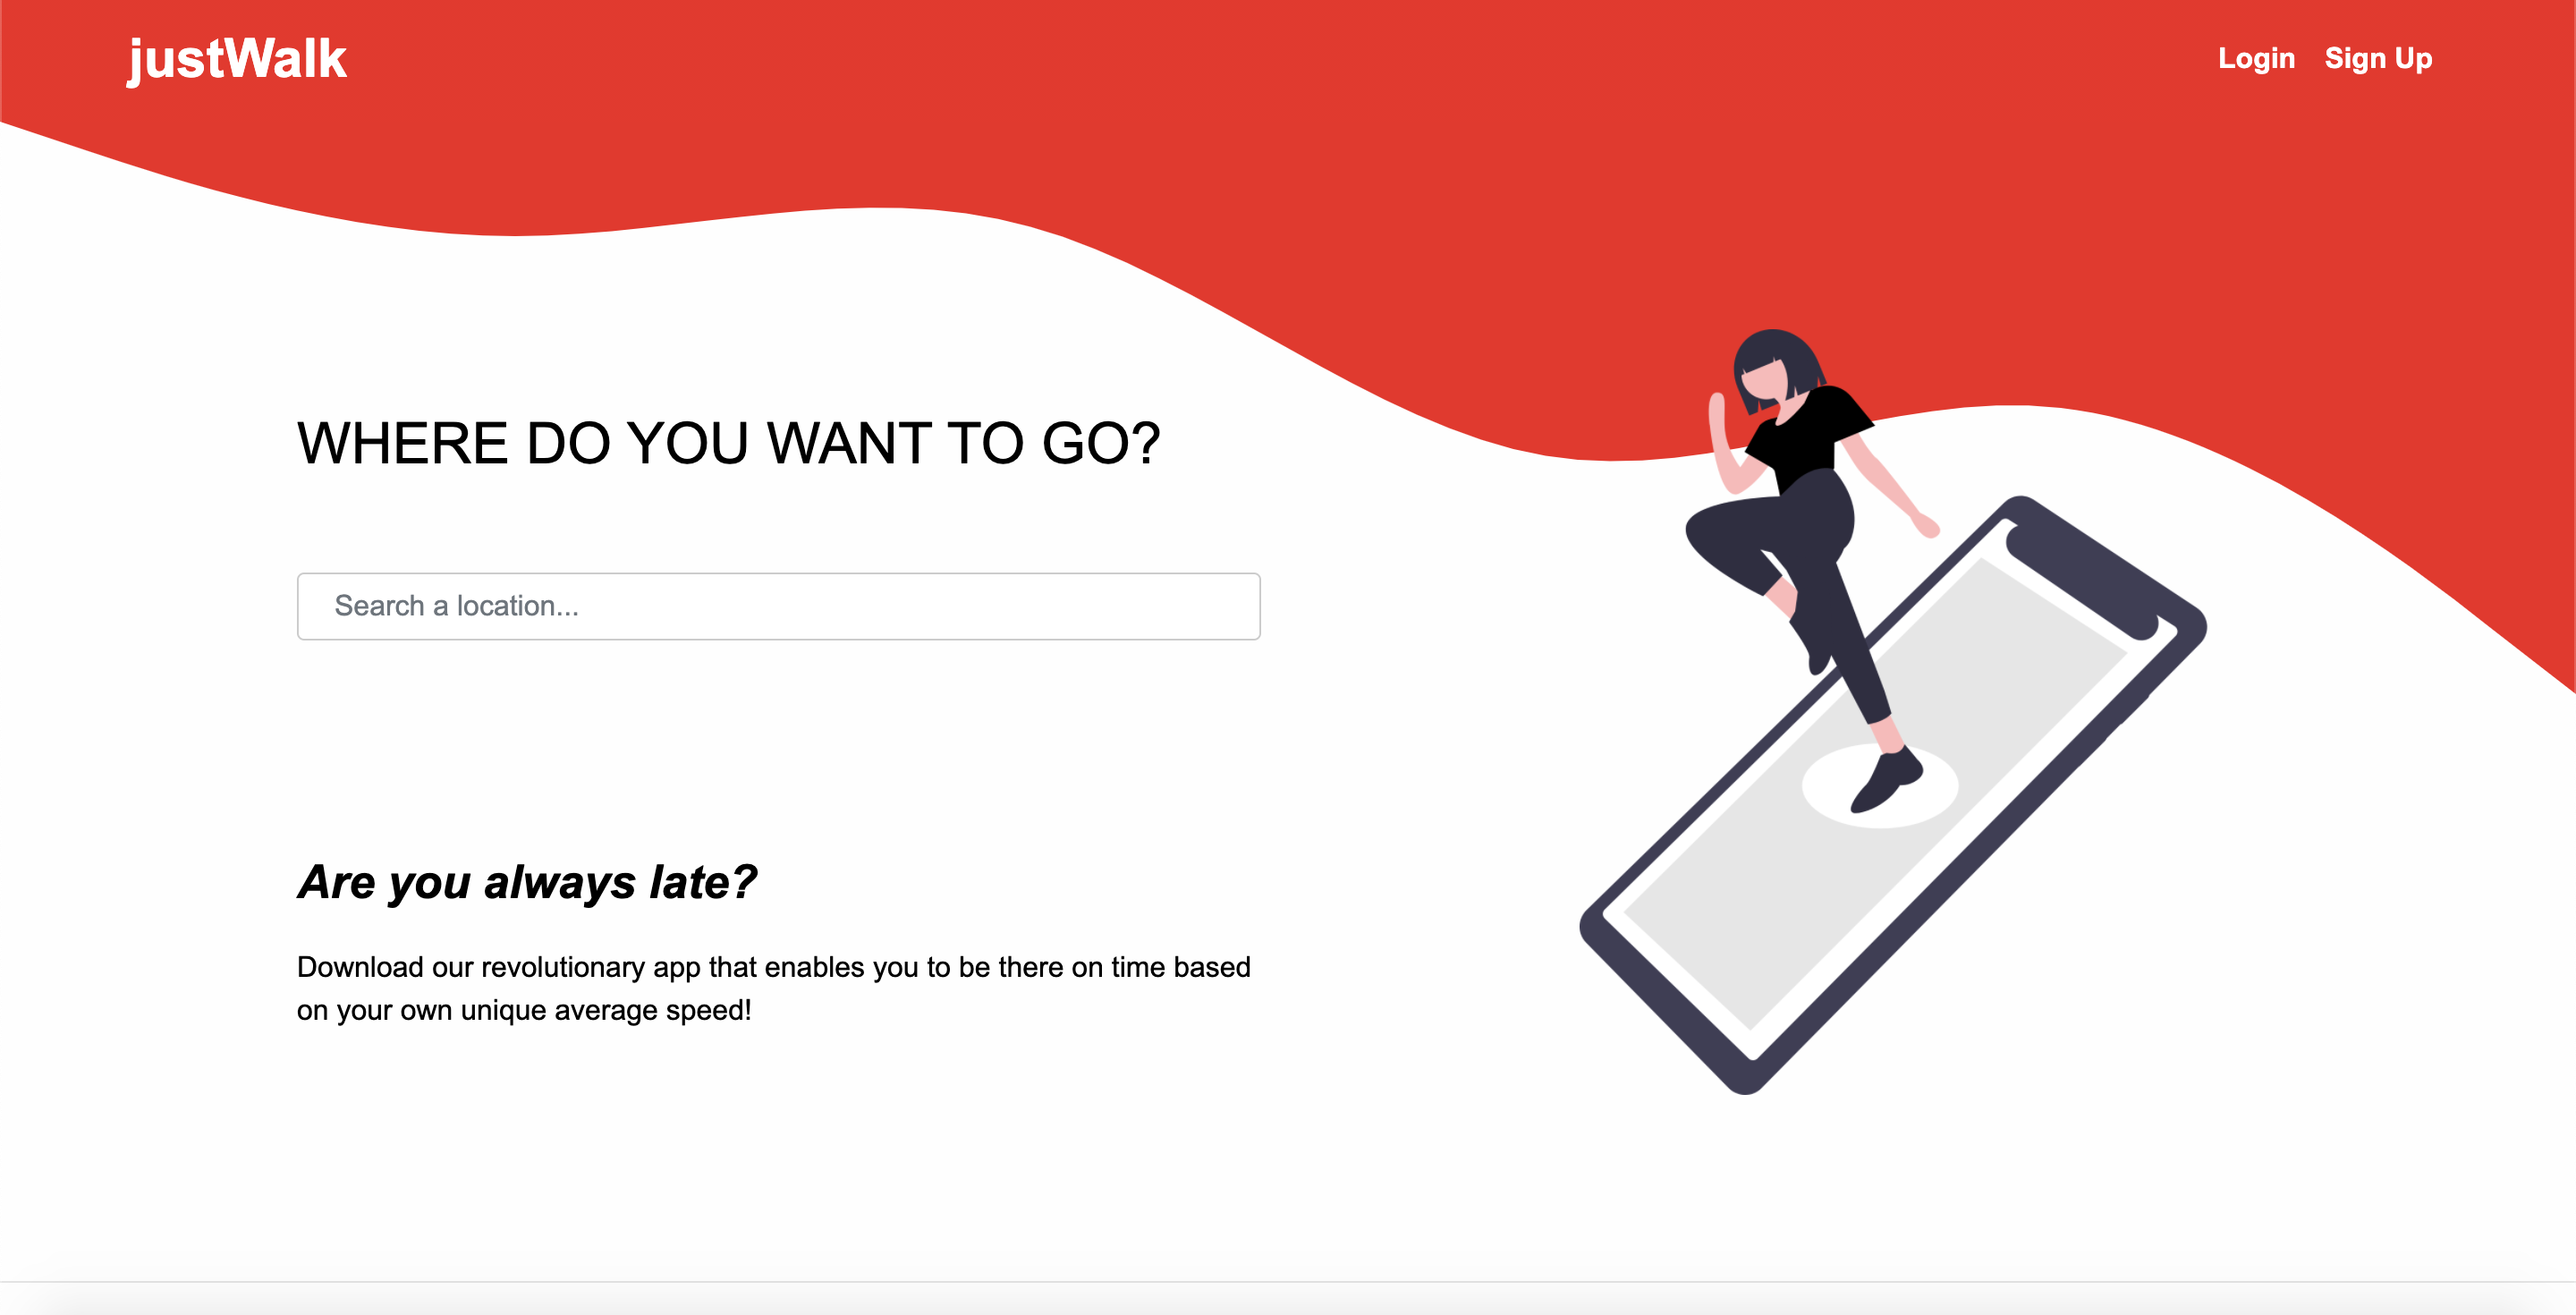 justWalk
Login Sign Up
WHERE DO YOU WANT TO GO?
Search a location...
Are you always late?
Download our revolutionary app that enables you to be there on time based
on your own unique average speed!